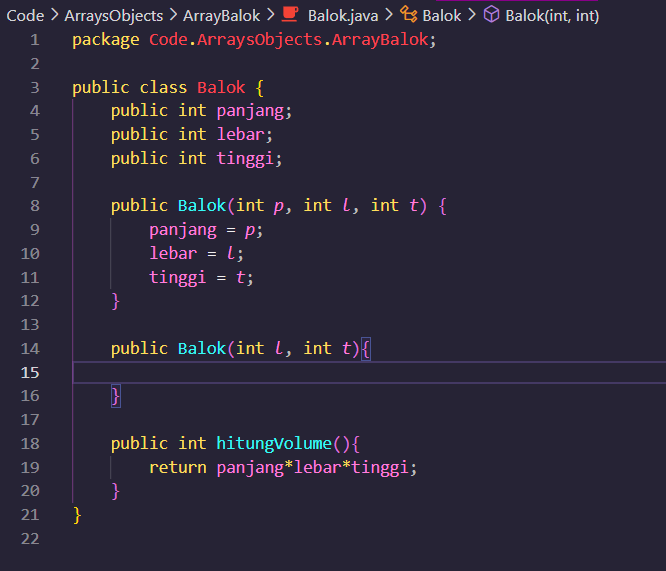 Code > ArraysObjects > ArrayBalok > Balok.java > Balok > Balok(int, int)
1 package Code.ArraysObjects.ArrayBalok;
2
3 public class Balok {
4 public int panjang;
5 public int lebar;
6 public int tinggi;
7
8 public Balok(int p, int l, int t) {
9 panjang = p;
10 lebar = l;
11 tinggi = t;
12 }
13
14 public Balok(int l, int t){
15
16 }
17
18 public int hitungVolume(){
19 return panjang*lebar*tinggi;
20 }
21 }
22